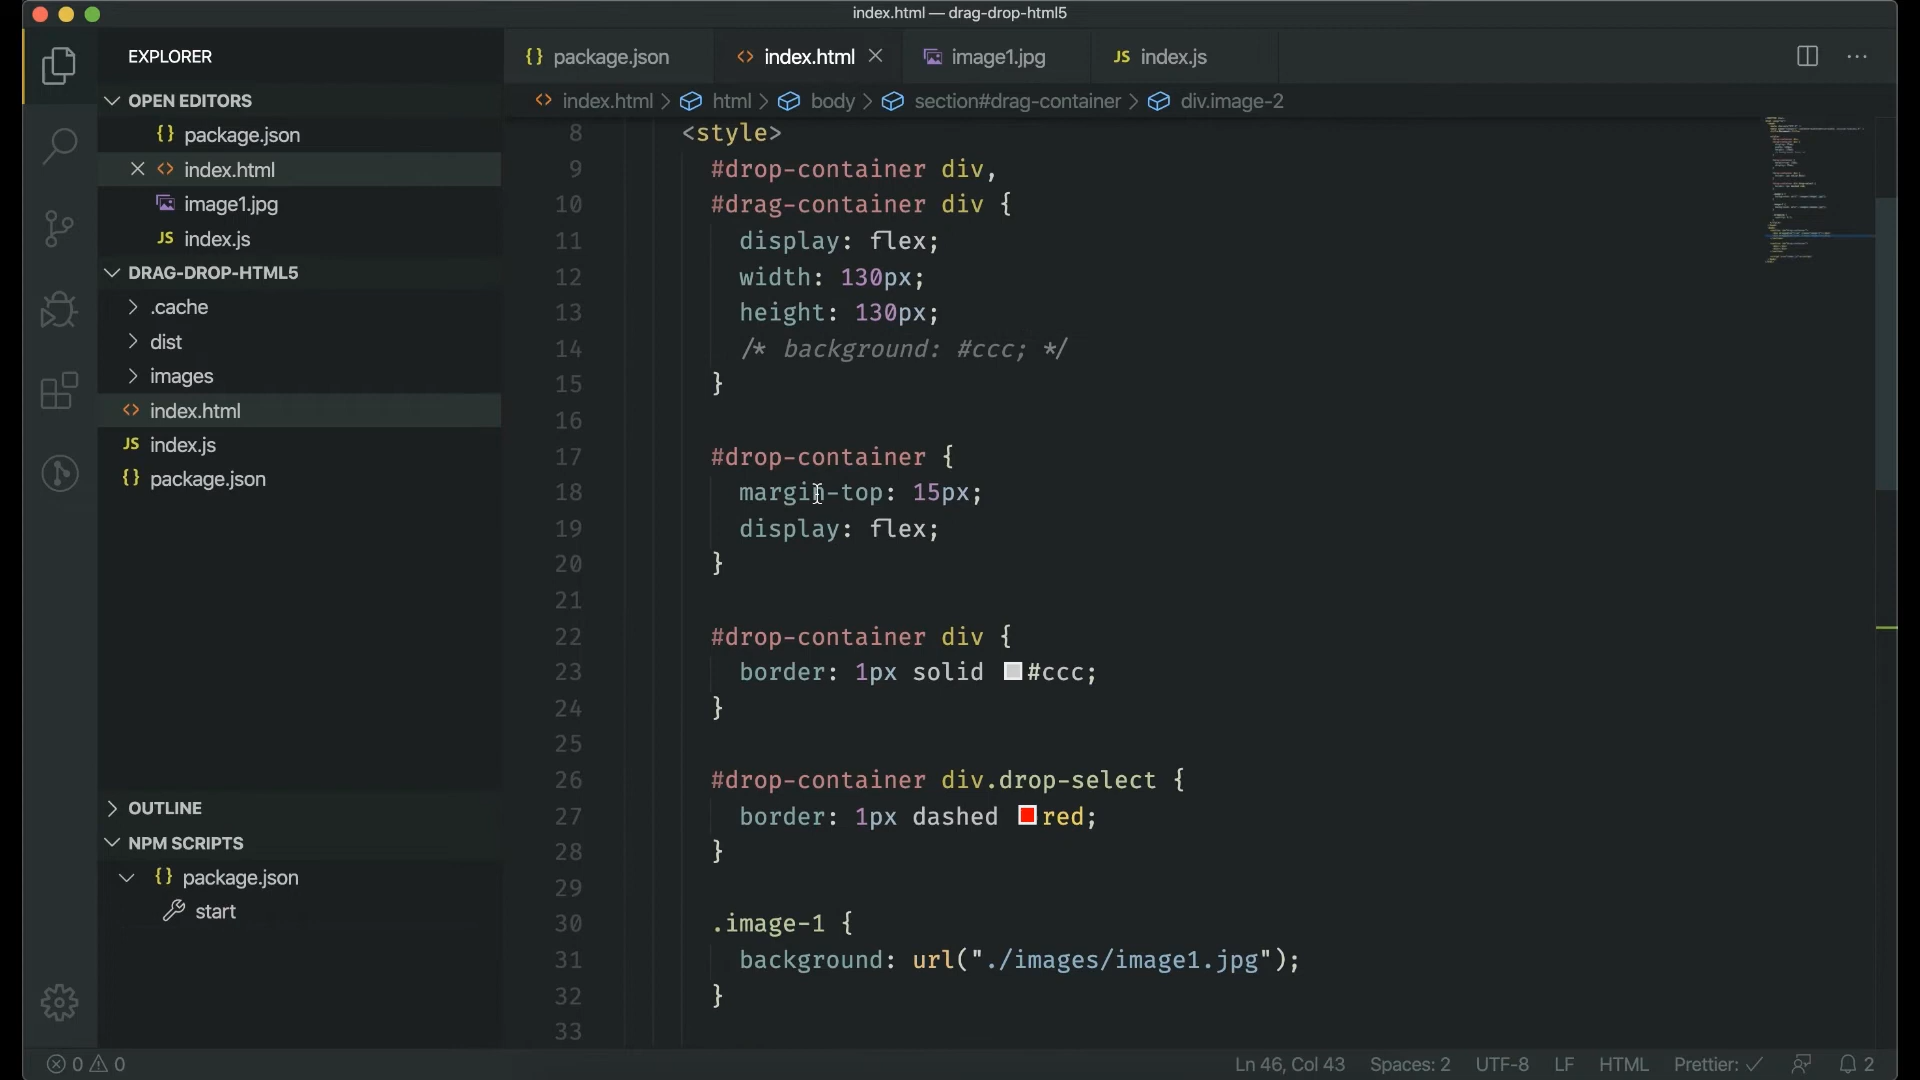 index.html — drag-drop-html5
EXPLORER
OPEN EDITORS
{} package.json
<> index.html
image1.jpg
JS index.js
DRAG-DROP-HTML5
.cache
dist
images
<> index.html
JS index.js
{} package.json
OUTLINE
NPM SCRIPTS
{} package.json
start
{} package.json
<> index.html
image1.jpg
JS index.js
<> index.html > html > body > section#drag-container > div.image-2
8 <style>
9 #drop-container div,
10 #drag-container div {
11 display: flex;
12 width: 130px;
13 height: 130px;
14 /* background: #ccc; */
15 }
16
17 #drop-container {
18 margin-top: 15px;
19 display: flex;
20 }
21
22 #drop-container div {
23 border: 1px solid #ccc;
24 }
25
26 #drop-container div.drop-select {
27 border: 1px dashed red;
28 }
29
30 .image-1 {
31 background: url("./images/image1.jpg");
32 }
33
0 0
Ln 46, Col 43 Spaces: 2 UTF-8 LF HTML Prettier: ✓ 2